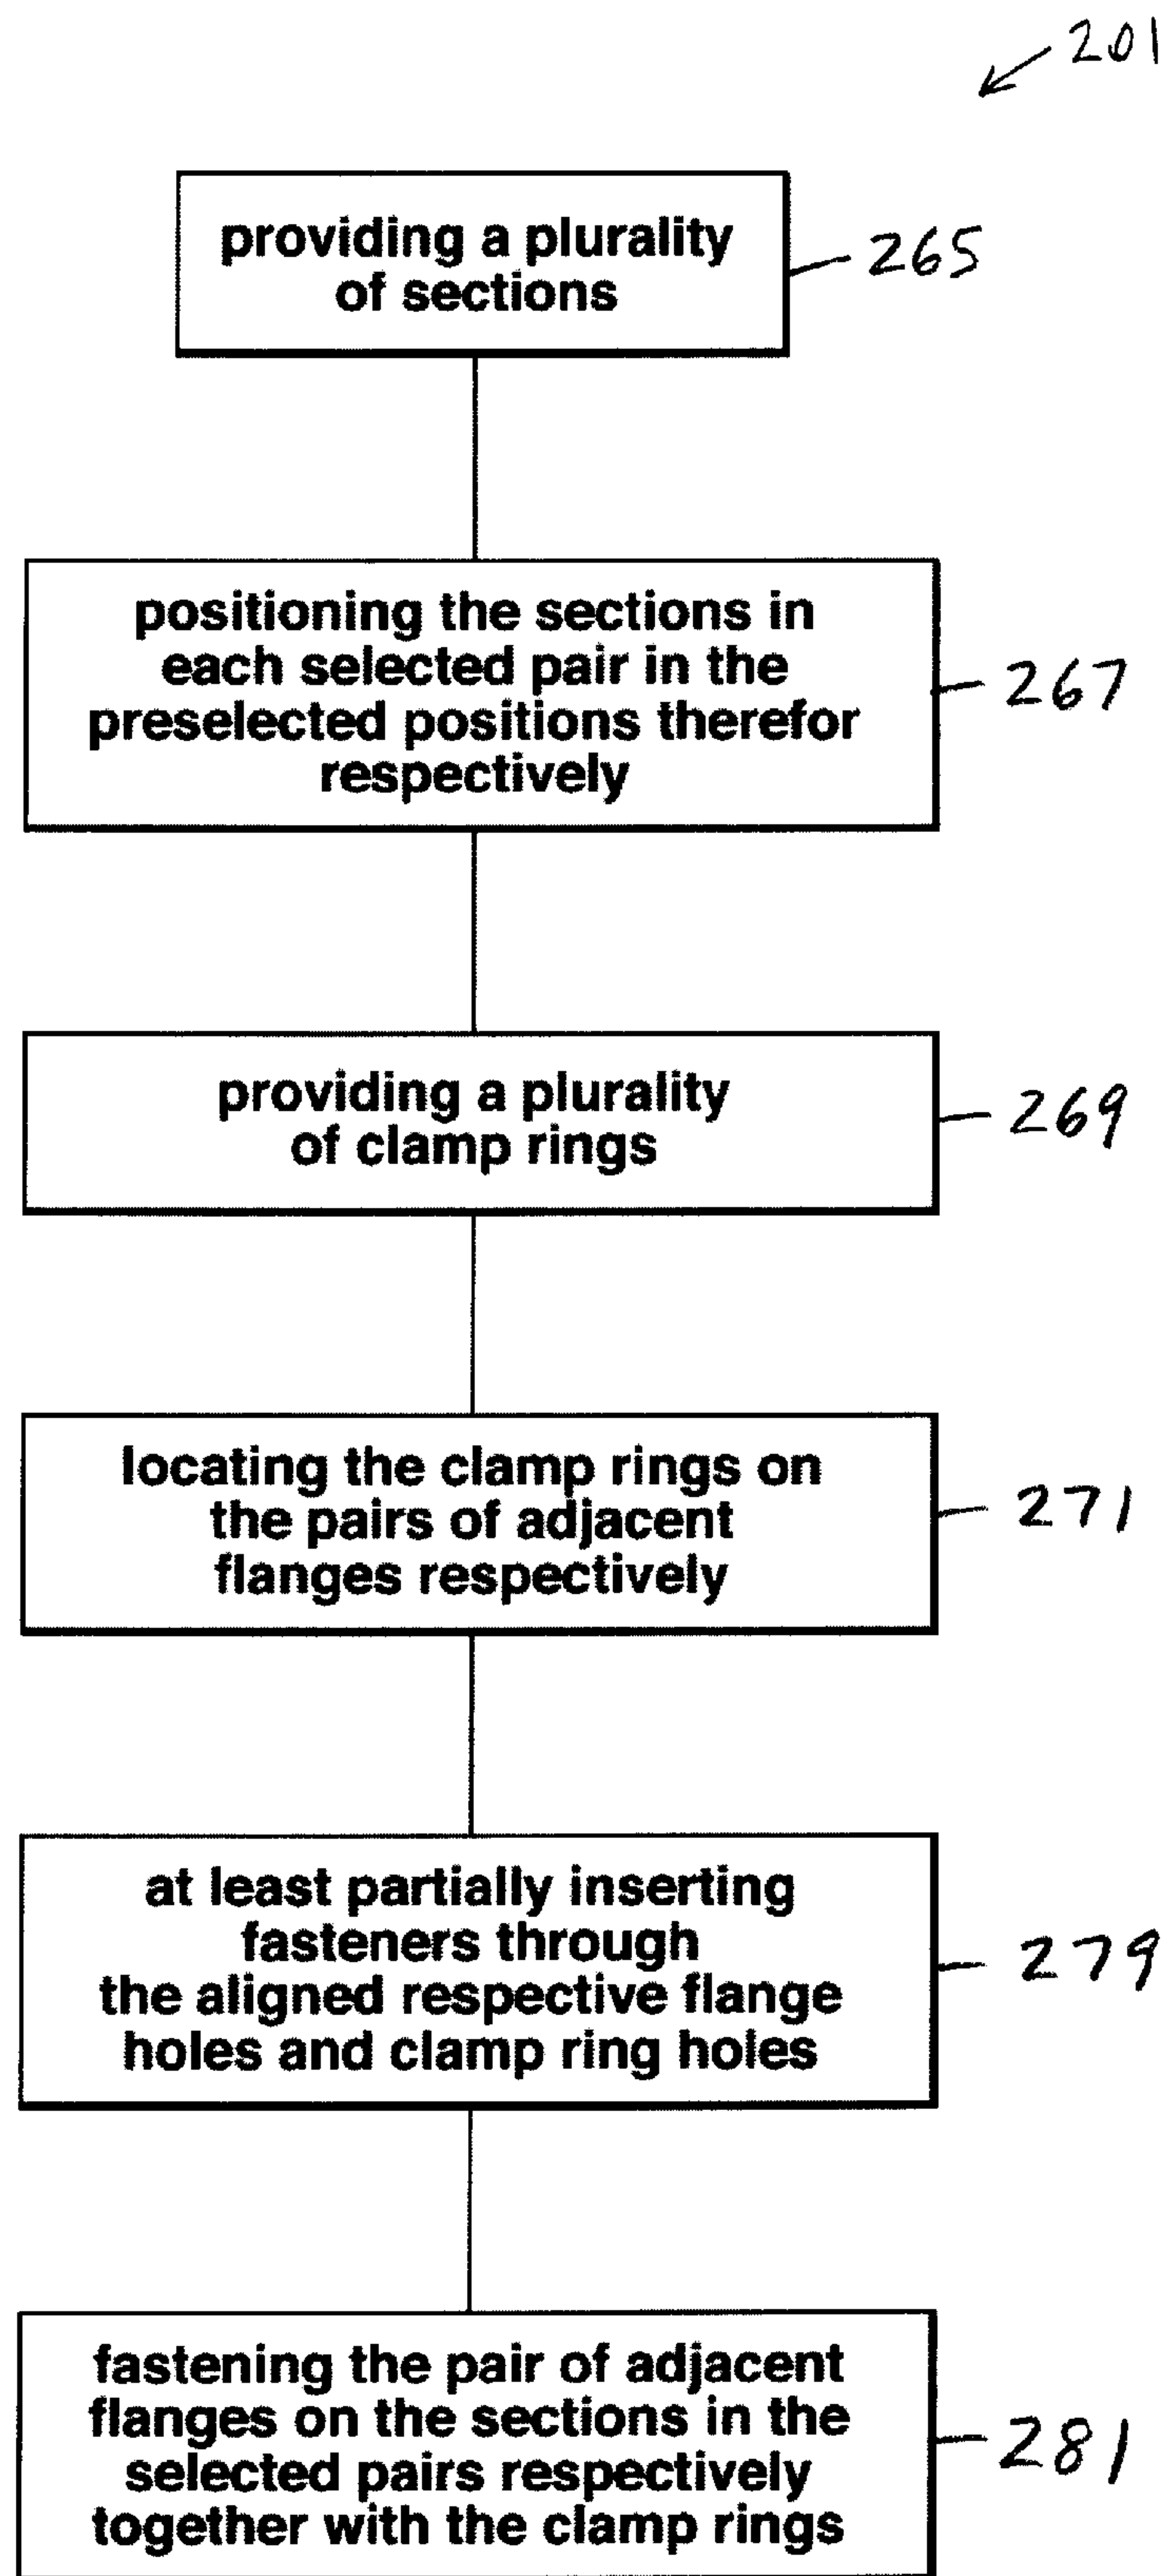 201
providing a plurality
of sections
265
positioning the sections in
each selected pair in the
preselected positions therefor
respectively
267
providing a plurality
of clamp rings
269
locating the clamp rings on
the pairs of adjacent
flanges respectively
271
at least partially inserting
fasteners through
the aligned respective flange
holes and clamp ring holes
279
fastening the pair of adjacent
flanges on the sections in the
selected pairs respectively
together with the clamp rings
281